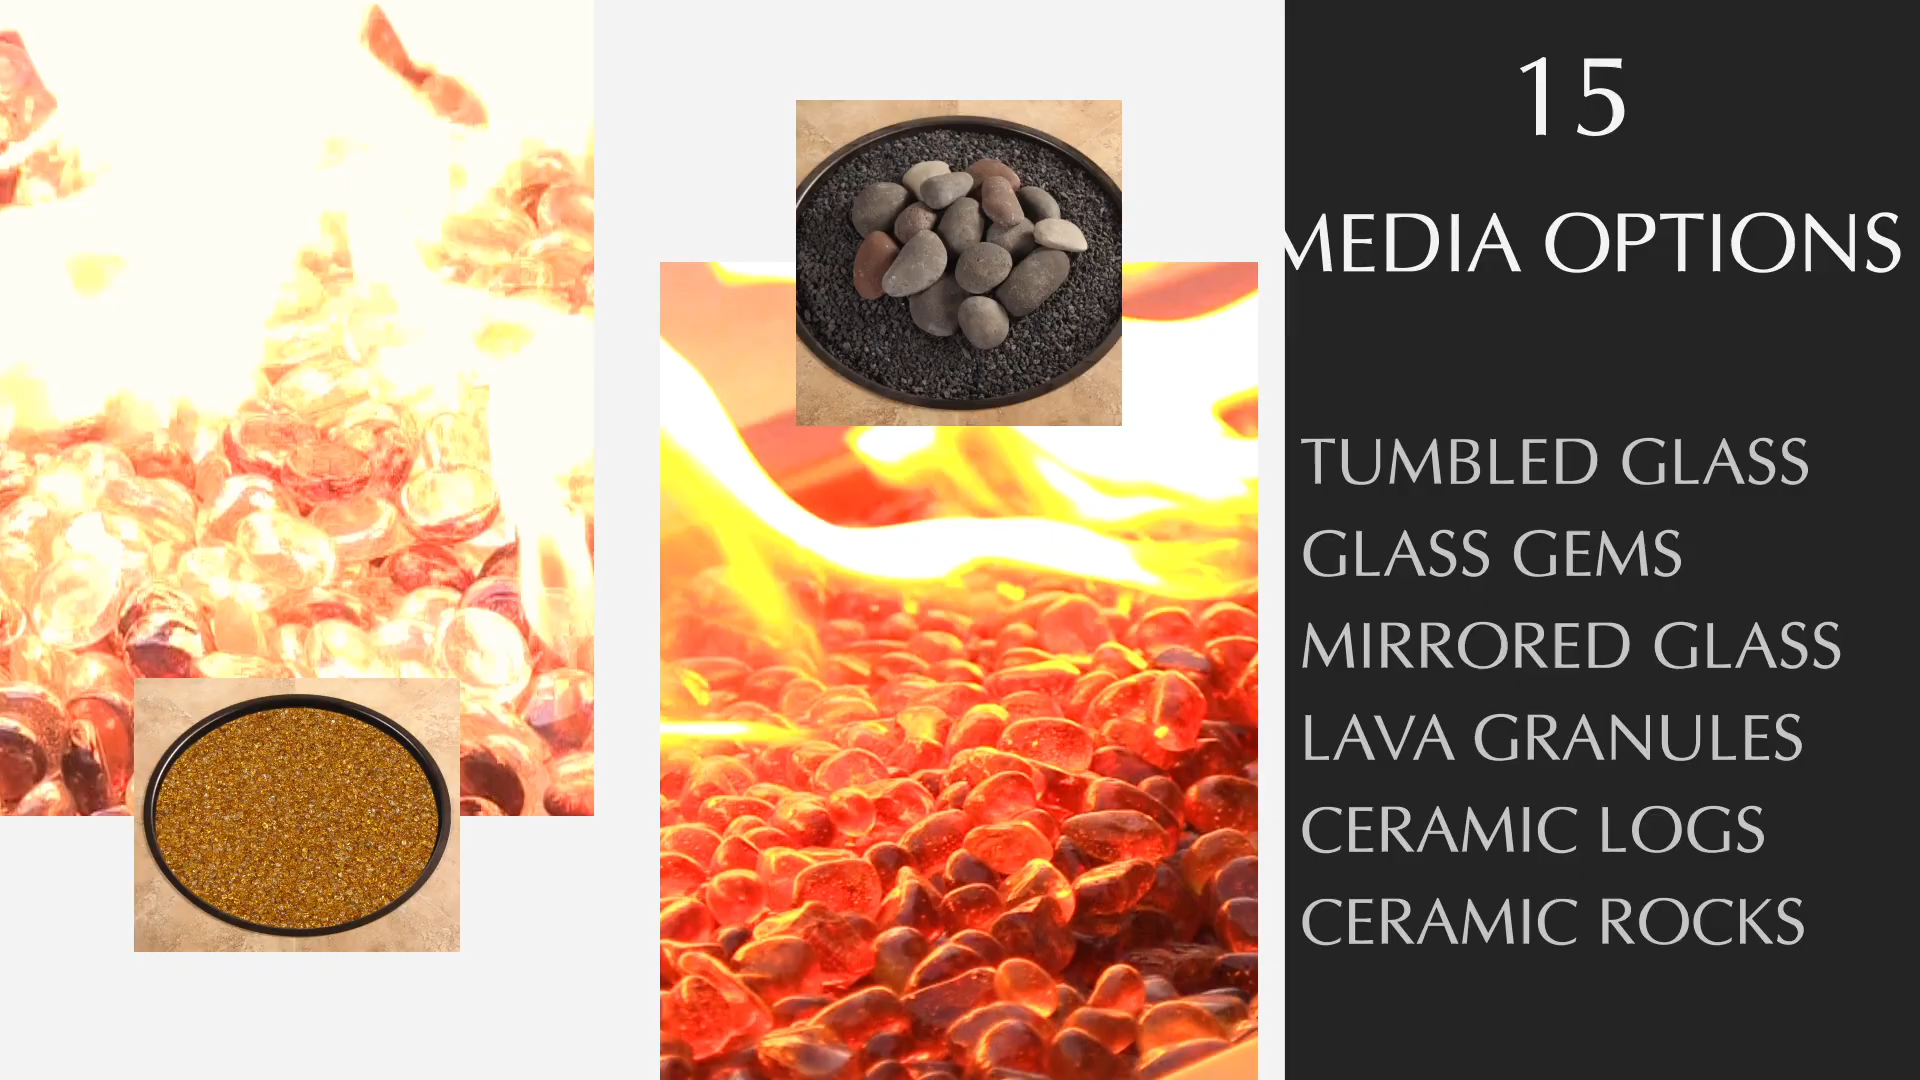 15
MEDIA OPTIONS
TUMBLED GLASS
GLASS GEMS
MIRRORED GLASS
LAVA GRANULES
CERAMIC LOGS
CERAMIC ROCKS